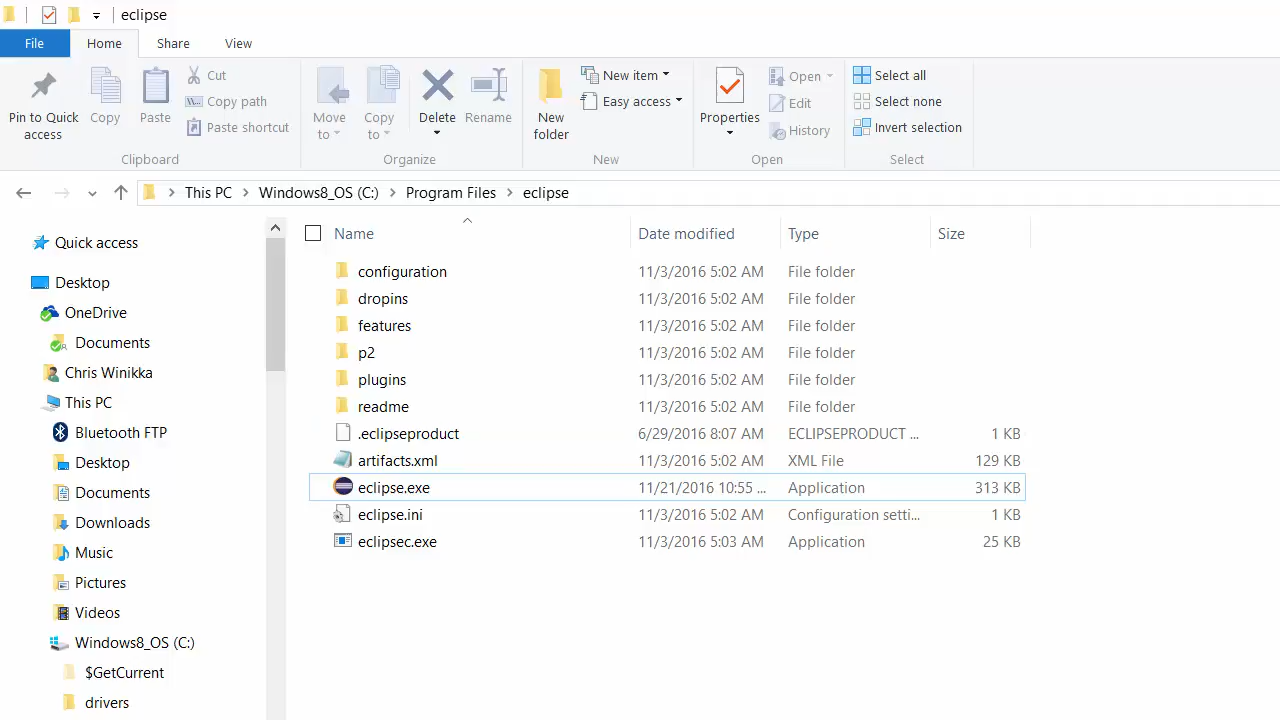 eclipse
File Home Share View
Pin to Quick access
Copy
Paste
Cut
Copy path
Paste shortcut
Clipboard
Move to
Copy to
Delete
Rename
Organize
New folder
New item
Easy access
New
Properties
Open
Edit
History
Open
Select all
Select none
Invert selection
Select
This PC Windows8_OS (C:) Program Files eclipse
Quick access
Desktop
OneDrive
Documents
Chris Winikka
This PC
Bluetooth FTP
Desktop
Documents
Downloads
Music
Pictures
Videos
Windows8_OS (C:)
$GetCurrent
drivers
Name Date modified Type Size
configuration 11/3/2016 5:02 AM File folder
dropins 11/3/2016 5:02 AM File folder
features 11/3/2016 5:02 AM File folder
p2 11/3/2016 5:02 AM File folder
plugins 11/3/2016 5:02 AM File folder
readme 11/3/2016 5:02 AM File folder
.eclipseproduct 6/29/2016 8:07 AM ECLIPSEPRODUCT ... 1 KB
artifacts.xml 11/3/2016 5:02 AM XML File 129 KB
eclipse.exe 11/21/2016 10:55 ... Application 313 KB
eclipse.ini 11/3/2016 5:02 AM Configuration setti... 1 KB
eclipsec.exe 11/3/2016 5:03 AM Application 25 KB